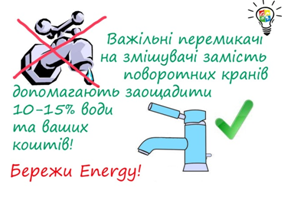 Важільні перемикачі
на змішувачі замість
поворотних кранів
допомагають заощадити
10-15% води
та ваших
коштів!
Бережи Energy!